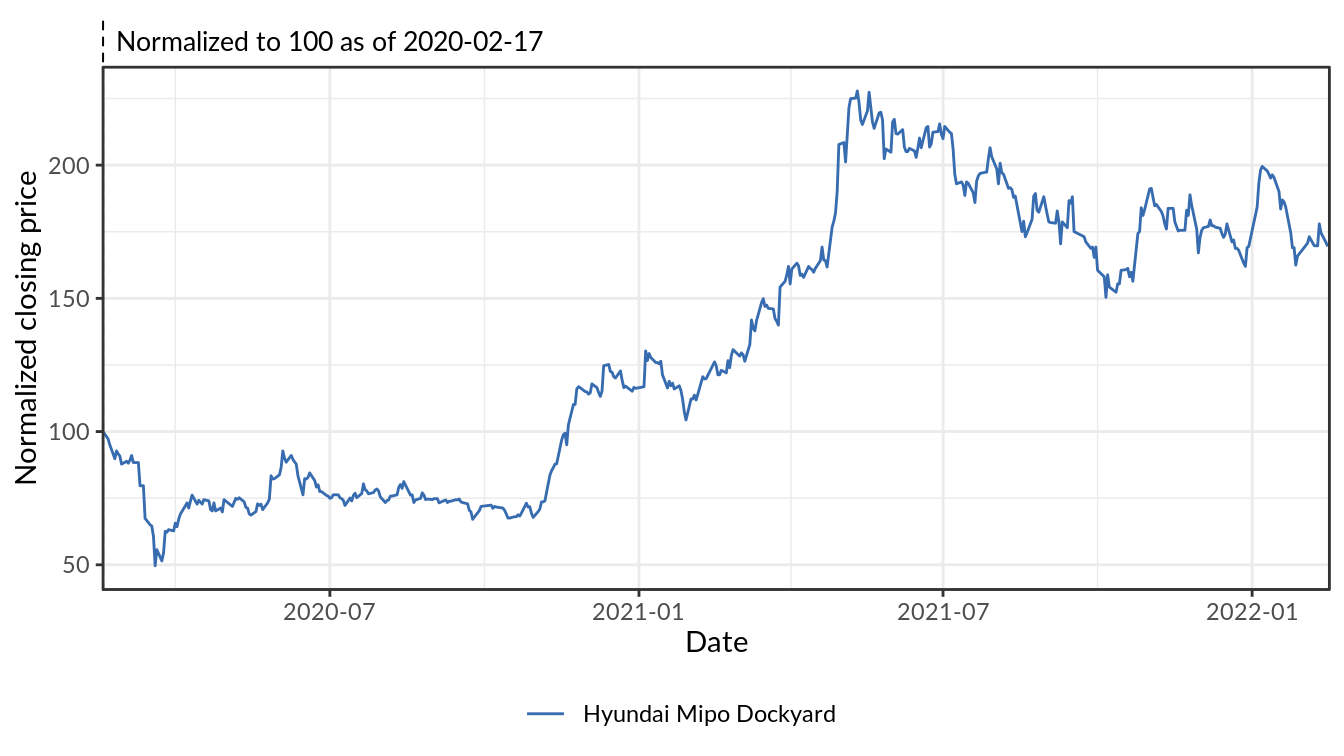 Normalized to 100 as of 2020-02-17
Normalized closing price
200
150
100
50
2020-07
2021-01
2021-07
2022-01
Date
Hyundai Mipo Dockyard